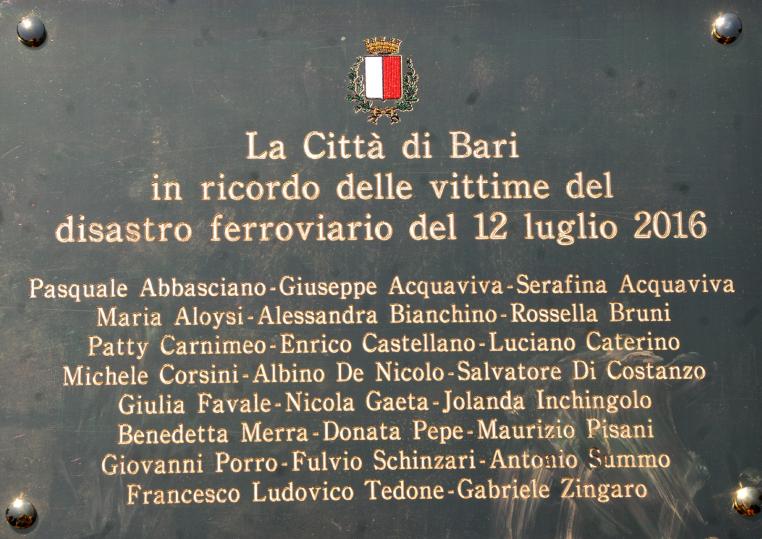 La Città di Bari
in ricordo delle vittime del
disastro ferroviario del 12 luglio 2016
Pasquale Abbasciano-Giuseppe Acquaviva-Serafina Acquaviva
Maria Aloysi-Alessandra Bianchino-Rossella Bruni
Patty Carnimeo-Enrico Castellano-Luciano Caterino
Michele Corsini-Albino De Nicolo-Salvatore Di Costanzo
Giulia Favale-Nicola Gaeta-Jolanda Inchingolo
Benedetta Merra-Donata Pepe-Maurizio Pisani
Giovanni Porro-Fulvio Schinzari-Antonio Summo
Francesco Ludovico Tedone-Gabriele Zingaro